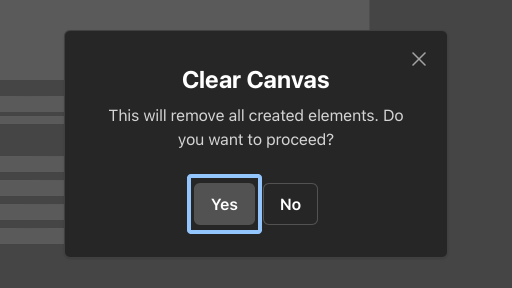 Clear Canvas
This will remove all created elements. Do
you want to proceed?
Yes
No